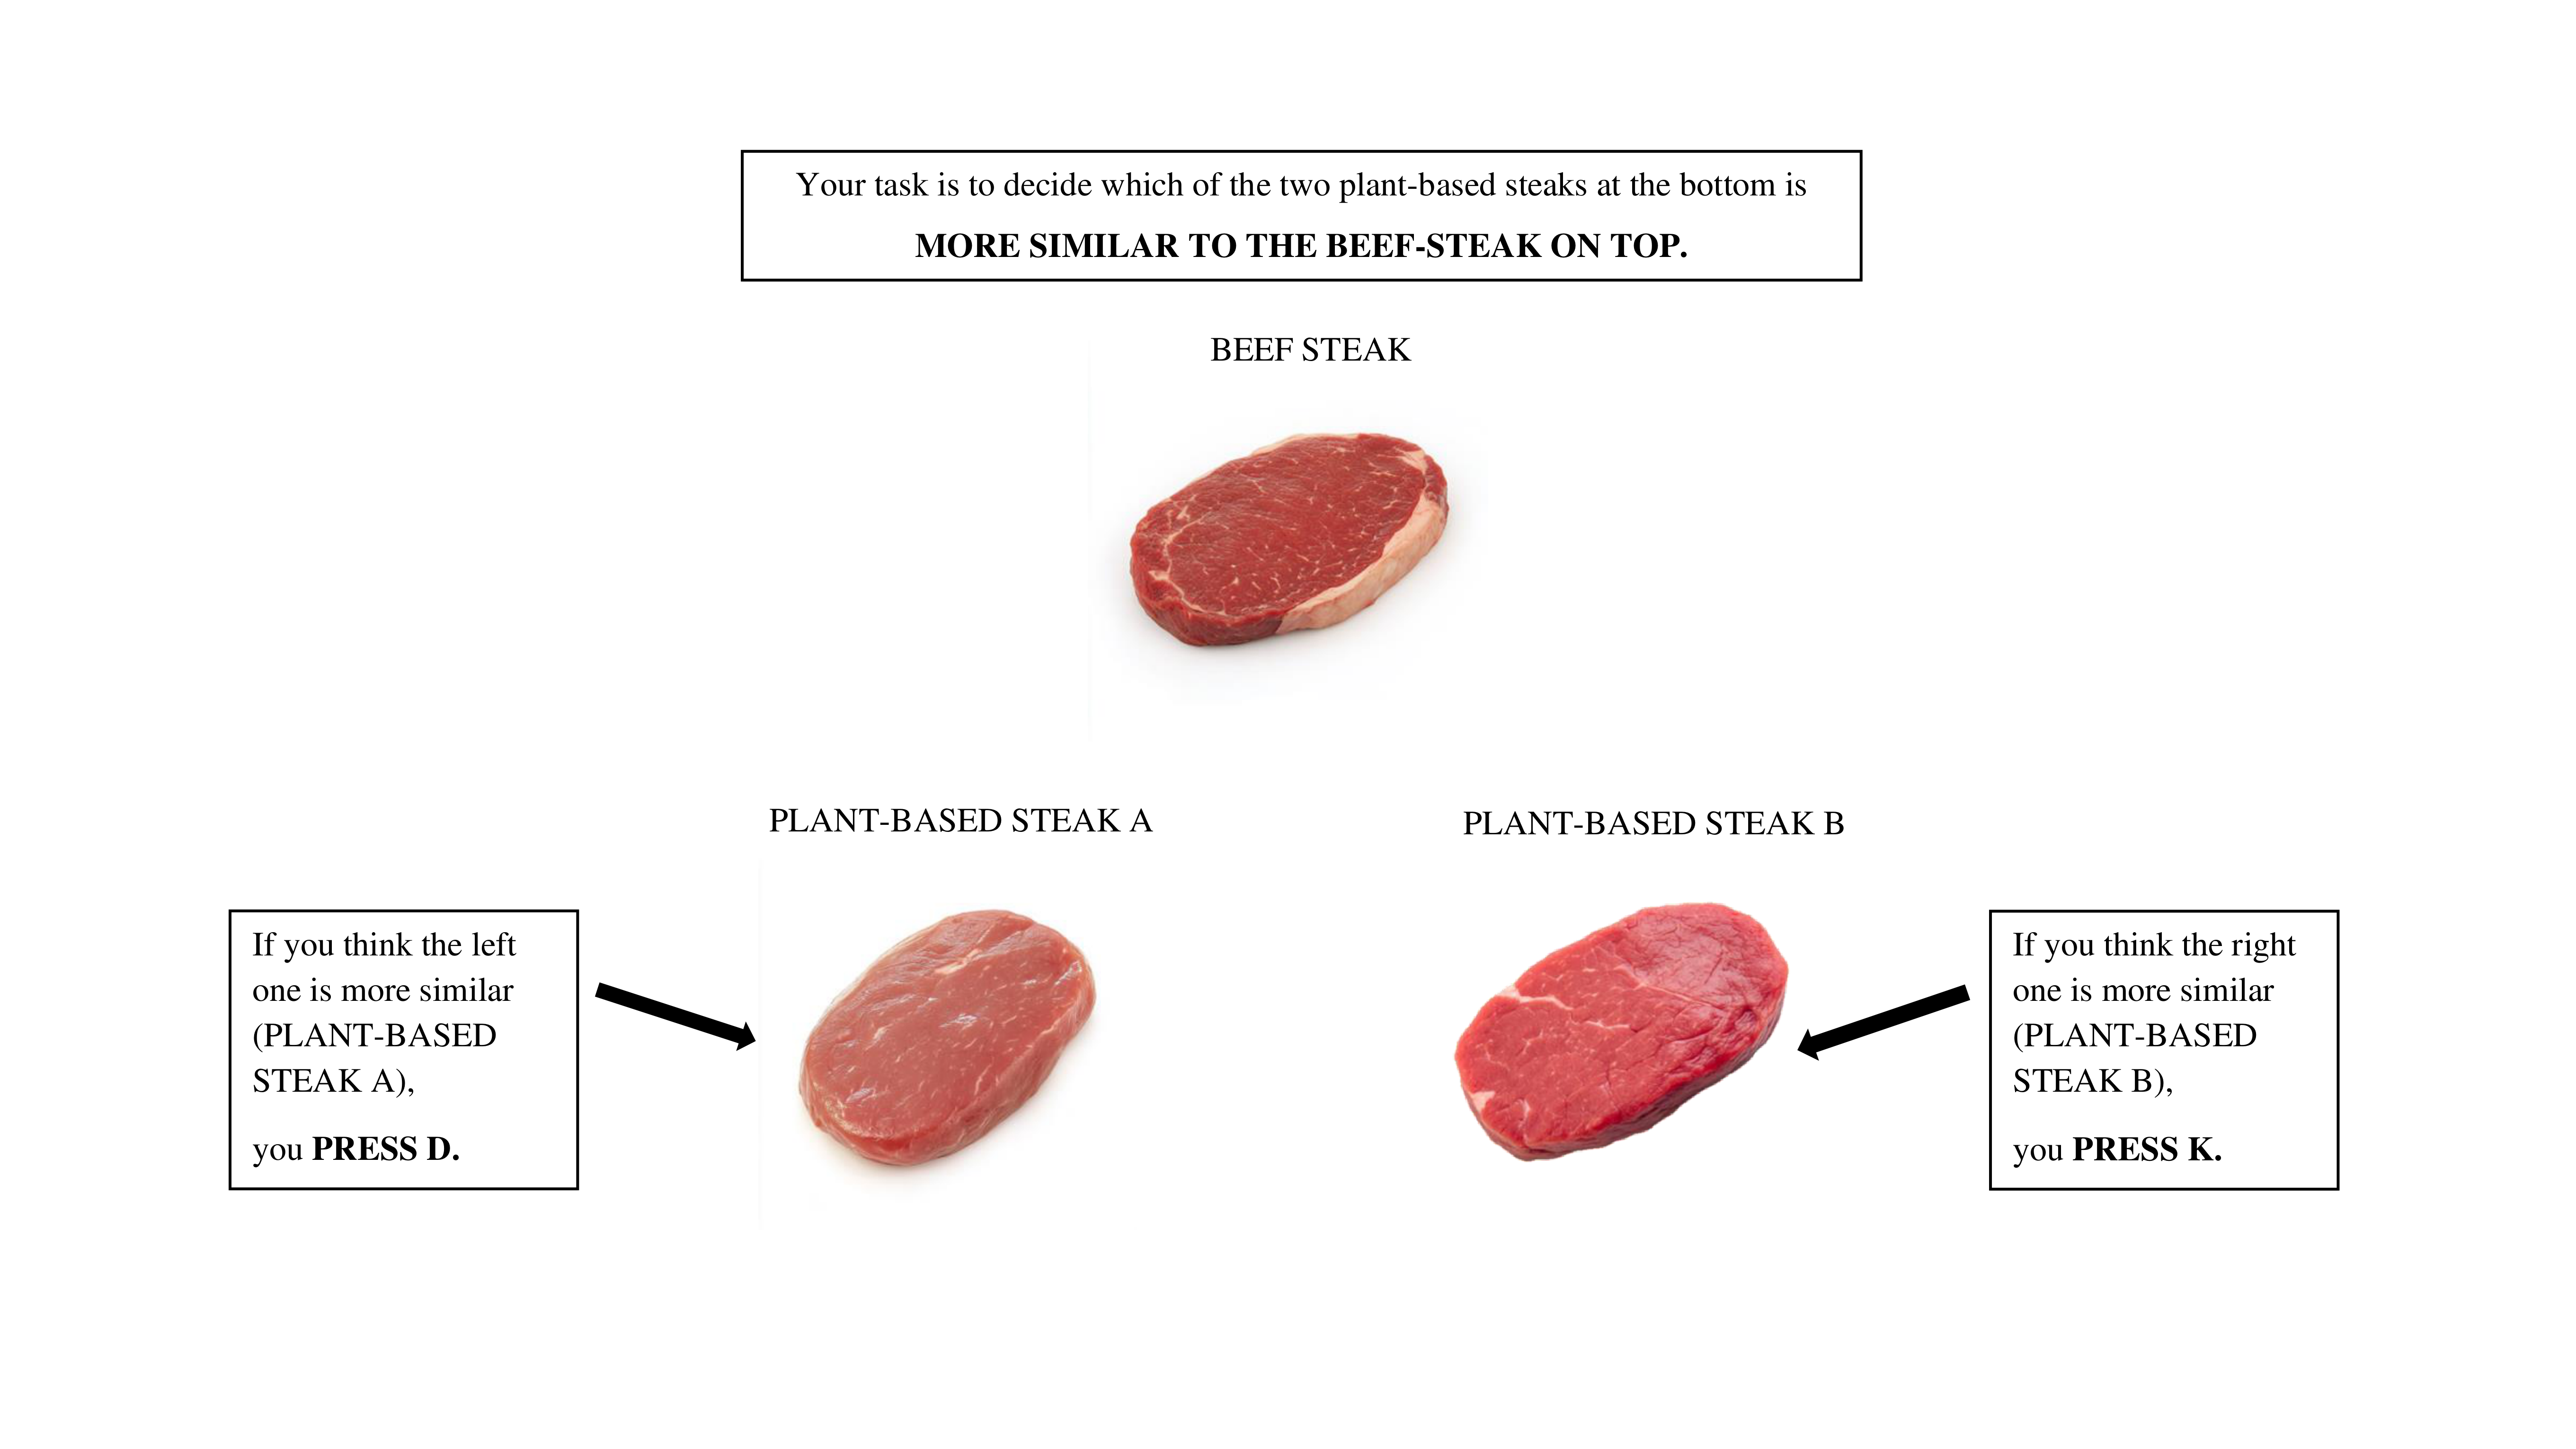 Your task is to decide which of the two plant-based steaks at the bottom is
MORE SIMILAR TO THE BEEF-STEAK ON TOP.
BEEF STEAK
PLANT-BASED STEAK A
PLANT-BASED STEAK B
If you think the left
one is more similar
(PLANT-BASED
STEAK A),
you PRESS D.
If you think the right
one is more similar
(PLANT-BASED
STEAK B),
you PRESS K.